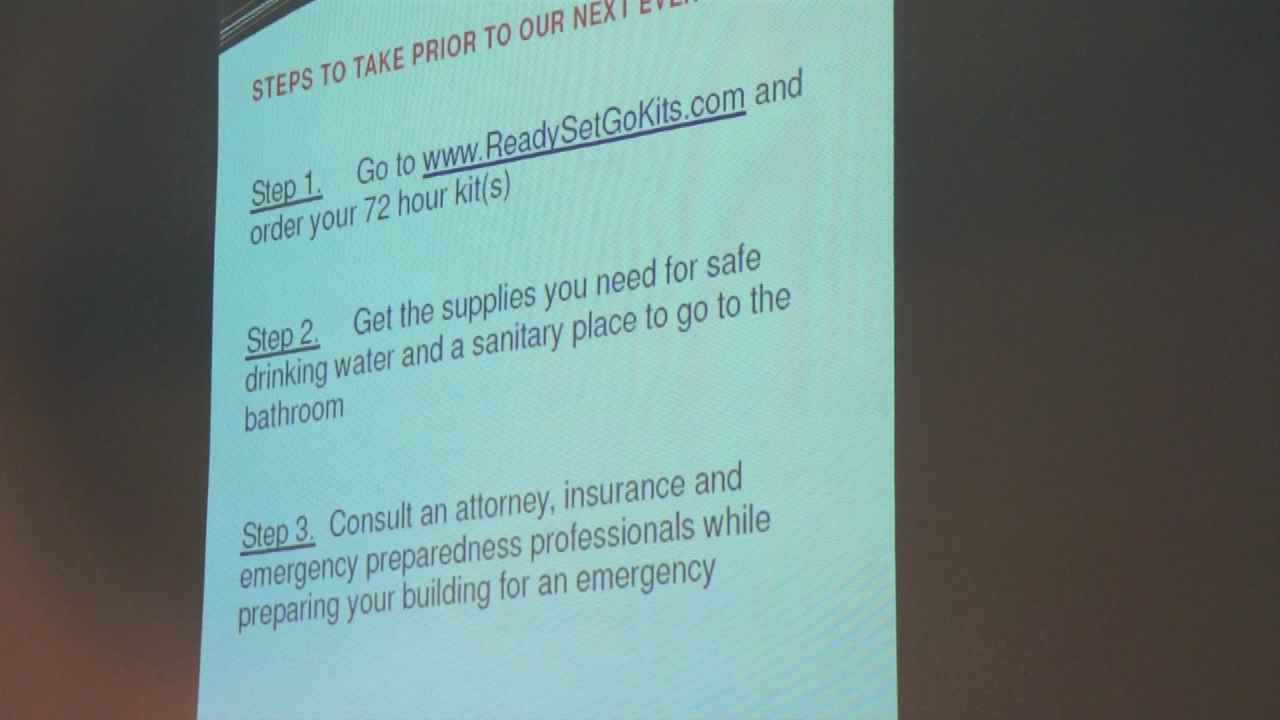 STEPS TO TAKE PRIOR TO OUR NEXT
Step 1. Go to www.ReadySetGoKits.com and
order your 72 hour kit(s)
Step 2. Get the supplies you need for safe
drinking water and a sanitary place to go to the
bathroom
Step 3. Consult an attorney, insurance and
emergency preparedness professionals while
preparing your building for an emergency